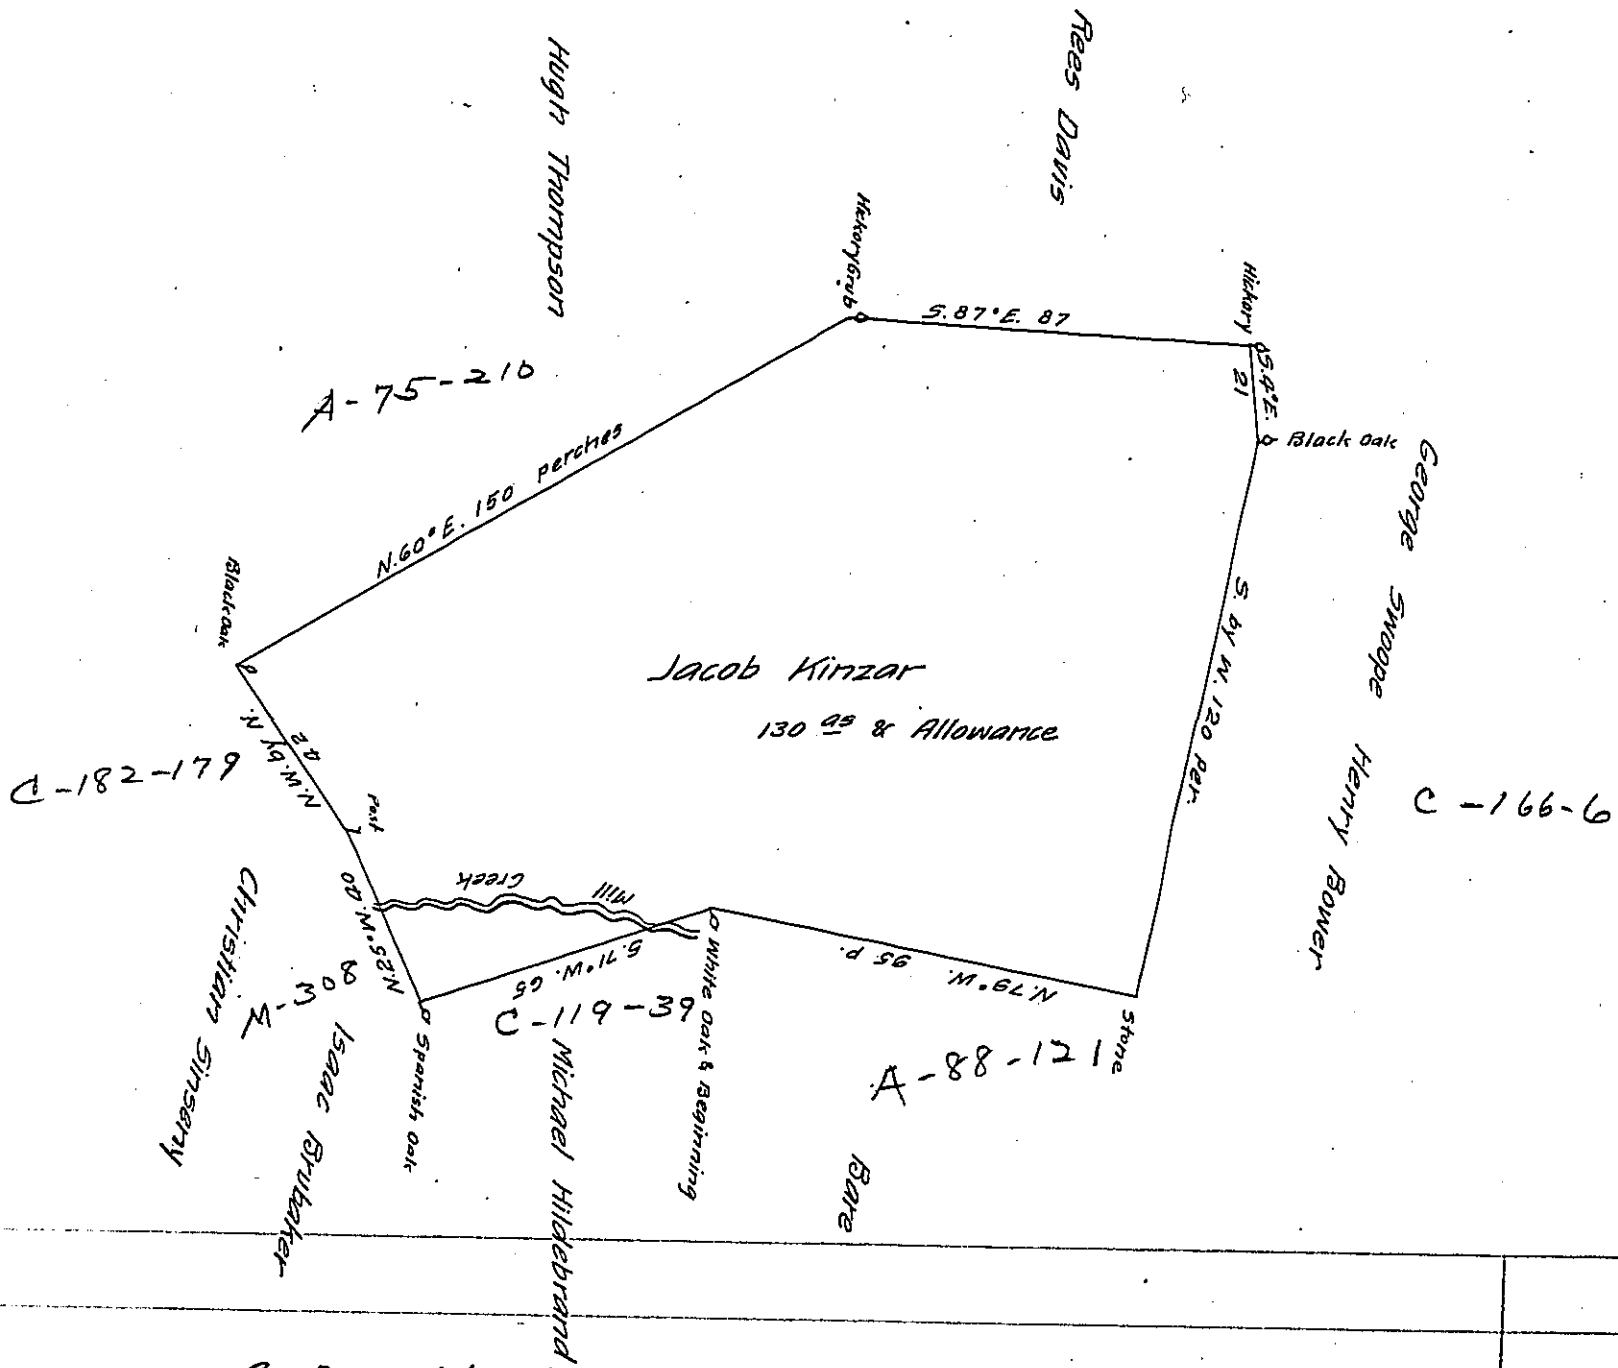 Hugh Thompson
Rees Davis
A-75-210
Hickory Grub
S. 87° E. 87
Hickory
S. 4° E.
21
Black Oak
George Swoope
Henry Bower
C-166-6
N. 60° E. 150 perches
Black Oak
Jacob Kinzar
130 as & Allowance
S. by W. 120 Per.
N.W. by N.
42
C-182-179
Post
Mill
Creek
N. 25° W. 40
S. 71° W. 65
N. 79° W.
95 P.
Stone
White Oak & Beginning
Spanish Oak
C-119-39
A-88-121
M-308
Christian Sinseny
Isaac Brubaker
Michael Hildebrand
Bare